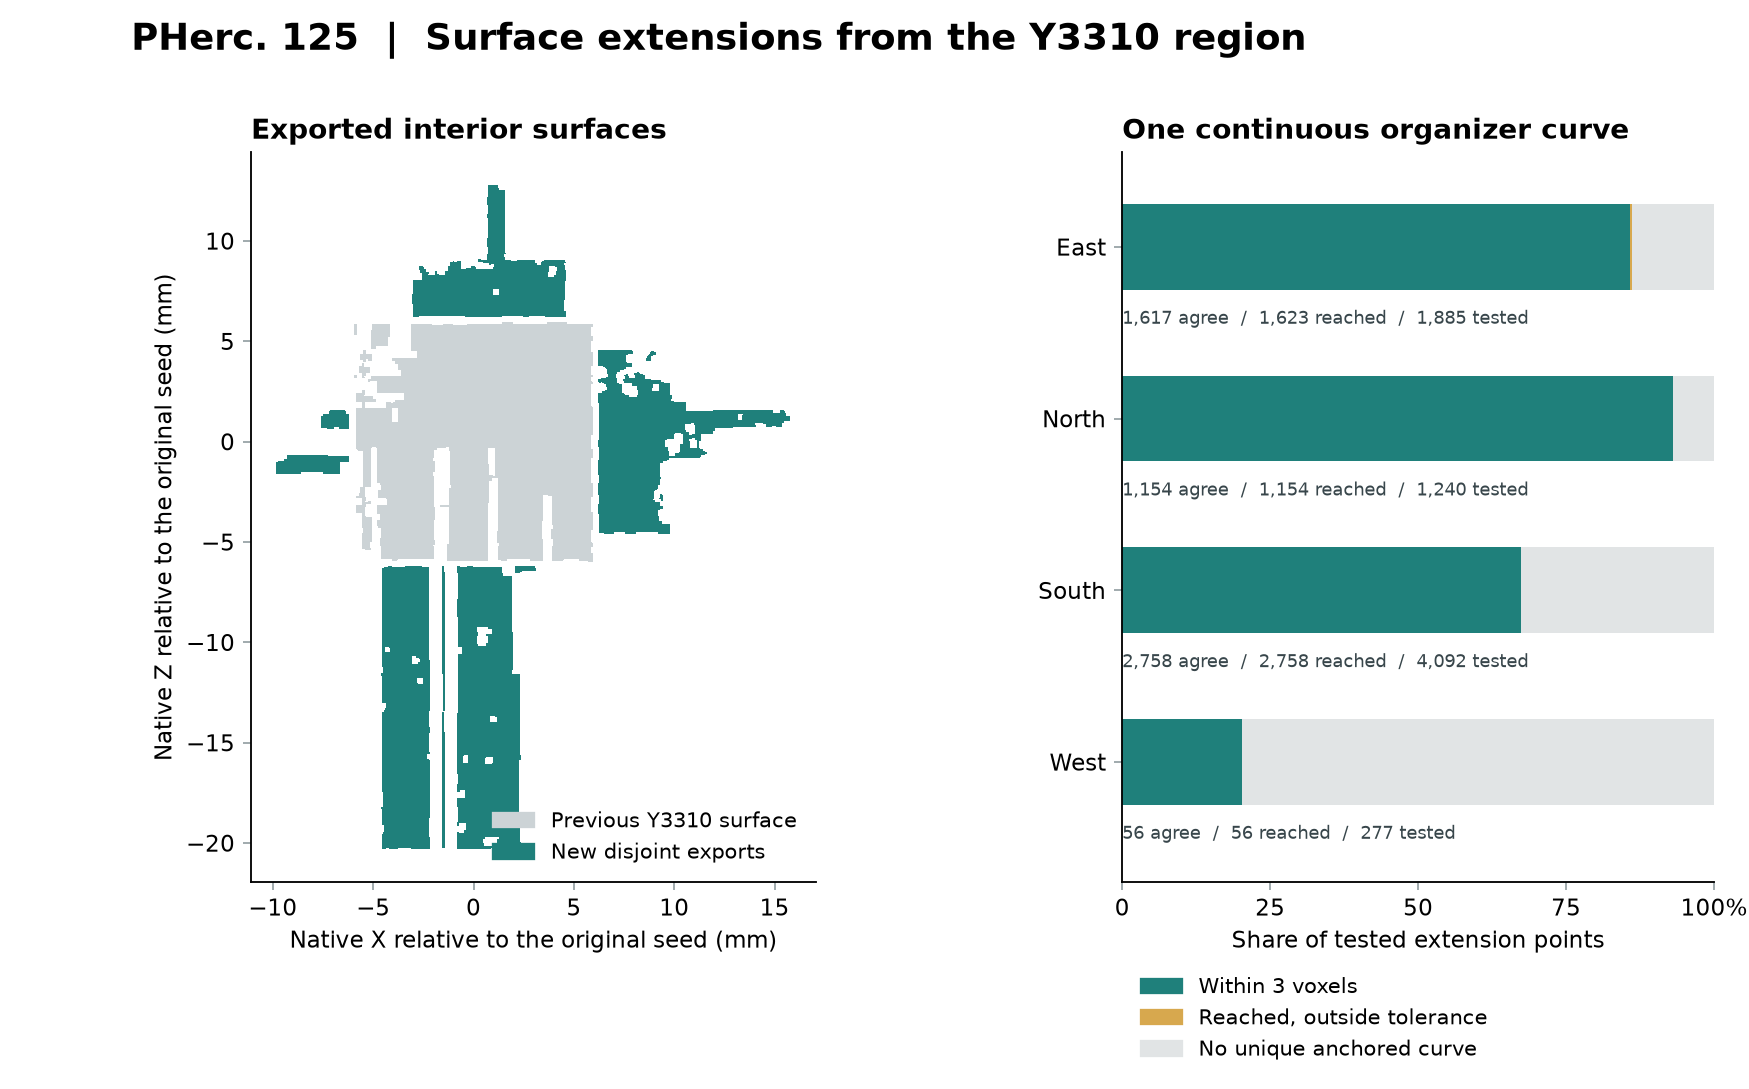 PHerc. 125 | Surface extensions from the Y3310 region
Exported interior surfaces
Native Z relative to the original seed (mm)
10
5
0
−5
−10
−15
−20
−10 −5 0 5 10 15
Native X relative to the original seed (mm)
Previous Y3310 surface
New disjoint exports
One continuous organizer curve
East
1,617 agree / 1,623 reached / 1,885 tested
North
1,154 agree / 1,154 reached / 1,240 tested
South
2,758 agree / 2,758 reached / 4,092 tested
West
56 agree / 56 reached / 277 tested
0 25 50 75 100%
Share of tested extension points
Within 3 voxels
Reached, outside tolerance
No unique anchored curve